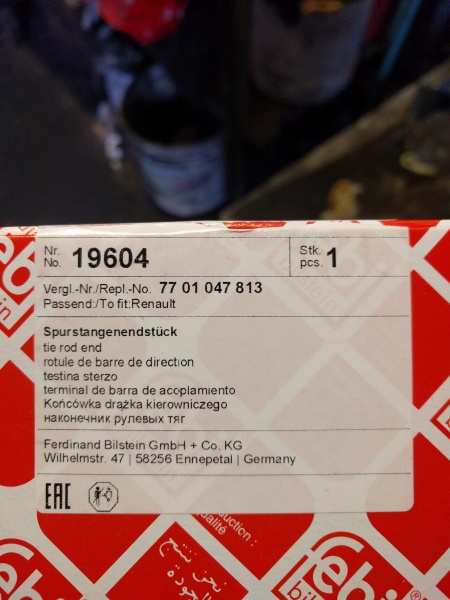 Nr. No. 19604
Stk. pcs. 1
Vergl.-Nr./Repl.-No. 77 01 047 813
Passend:/To fit:Renault
Spurstangenendstück
tie rod end
rotule de barre de direction
testina sterzo
terminal de barra de acoplamiento
Końcówka drążka kierowniczego
наконечник рулевых тяг
Ferdinand Bilstein GmbH + Co. KG
Wilhelmstr. 47 | 58256 Ennepetal | Germany
EAC
febi
bilstein